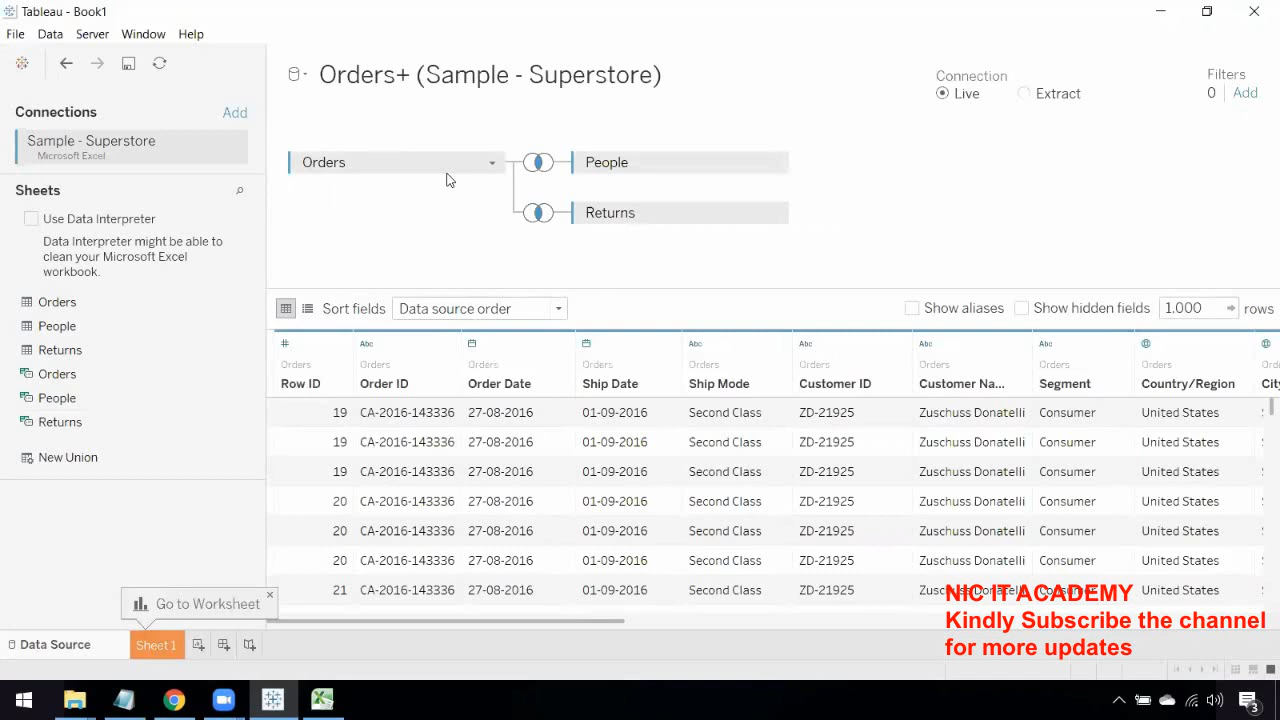 Tableau - Book1
File Data Server Window Help
Orders+ (Sample - Superstore)
Connection
Live Extract
Filters
0 Add
Connections Add
Sample - Superstore
Microsoft Excel
Sheets
Use Data Interpreter
Data Interpreter might be able to
clean your Microsoft Excel
workbook.
Orders
People
Returns
Orders
People
Returns
New Union
Orders People
Returns
Sort fields Data source order Show aliases Show hidden fields 1,000 rows
# Abc Abc Abc Abc Abc
Orders Orders Orders Orders Orders Orders Orders Orders Orders
Row ID Order ID Order Date Ship Date Ship Mode Customer ID Customer Na... Segment Country/Region
19 CA-2016-143336 27-08-2016 01-09-2016 Second Class ZD-21925 Zuschuss Donatelli Consumer United States
19 CA-2016-143336 27-08-2016 01-09-2016 Second Class ZD-21925 Zuschuss Donatelli Consumer United States
19 CA-2016-143336 27-08-2016 01-09-2016 Second Class ZD-21925 Zuschuss Donatelli Consumer United States
20 CA-2016-143336 27-08-2016 01-09-2016 Second Class ZD-21925 Zuschuss Donatelli Consumer United States
20 CA-2016-143336 27-08-2016 01-09-2016 Second Class ZD-21925 Zuschuss Donatelli Consumer United States
20 CA-2016-143336 27-08-2016 01-09-2016 Second Class ZD-21925 Zuschuss Donatelli Consumer United States
21 CA-2016-143336 27-08-2016 01-09-2016 Second Class ZD-21925 Zuschuss Donatelli Consumer United States
Go to Worksheet
NIC IT ACADEMY
Kindly Subscribe the channel
for more updates
Data Source Sheet 1
3